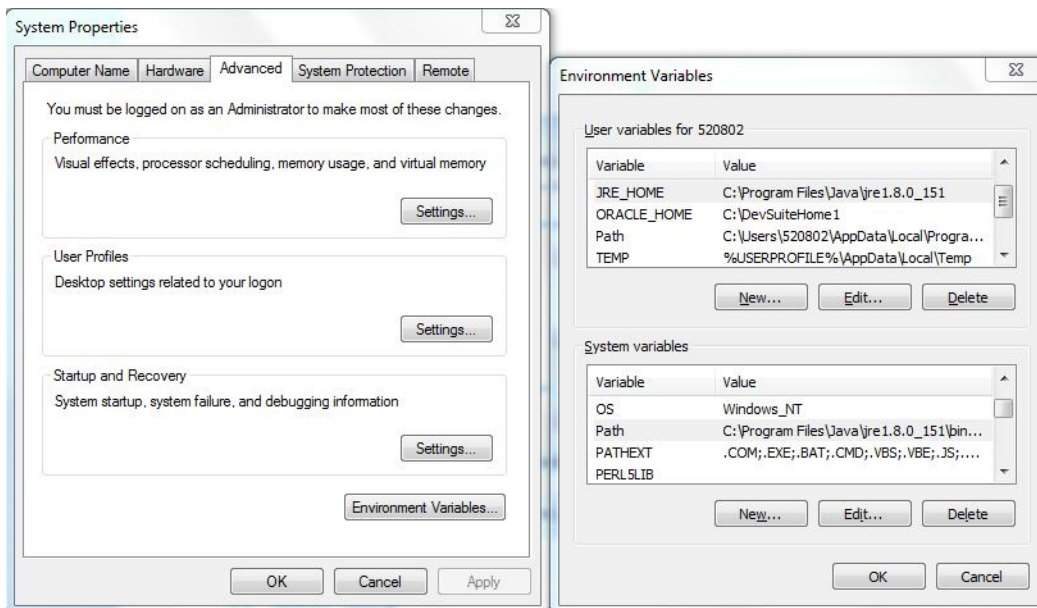 System Properties
Computer Name Hardware Advanced System Protection Remote
You must be logged on as an Administrator to make most of these changes.
Performance
Visual effects, processor scheduling, memory usage, and virtual memory
Settings...
User Profiles
Desktop settings related to your logon
Settings...
Startup and Recovery
System startup, system failure, and debugging information
Settings...
Environment Variables...
OK Cancel Apply
Environment Variables
User variables for 520802
Variable Value
JRE_HOME C:\Program Files\Java\jre1.8.0_151
ORACLE_HOME C:\DevSuiteHome1
Path C:\Users\520802\AppData\Local\Progra...
TEMP %USERPROFILE%\AppData\Local\Temp
New... Edit... Delete
System variables
Variable Value
OS Windows_NT
Path C:\Program Files\Java\jre1.8.0_151\bin...
PATHEXT .COM;.EXE;.BAT;.CMD;.VBS;.VBE;.JS;....
PERL5LIB
New... Edit... Delete
OK Cancel